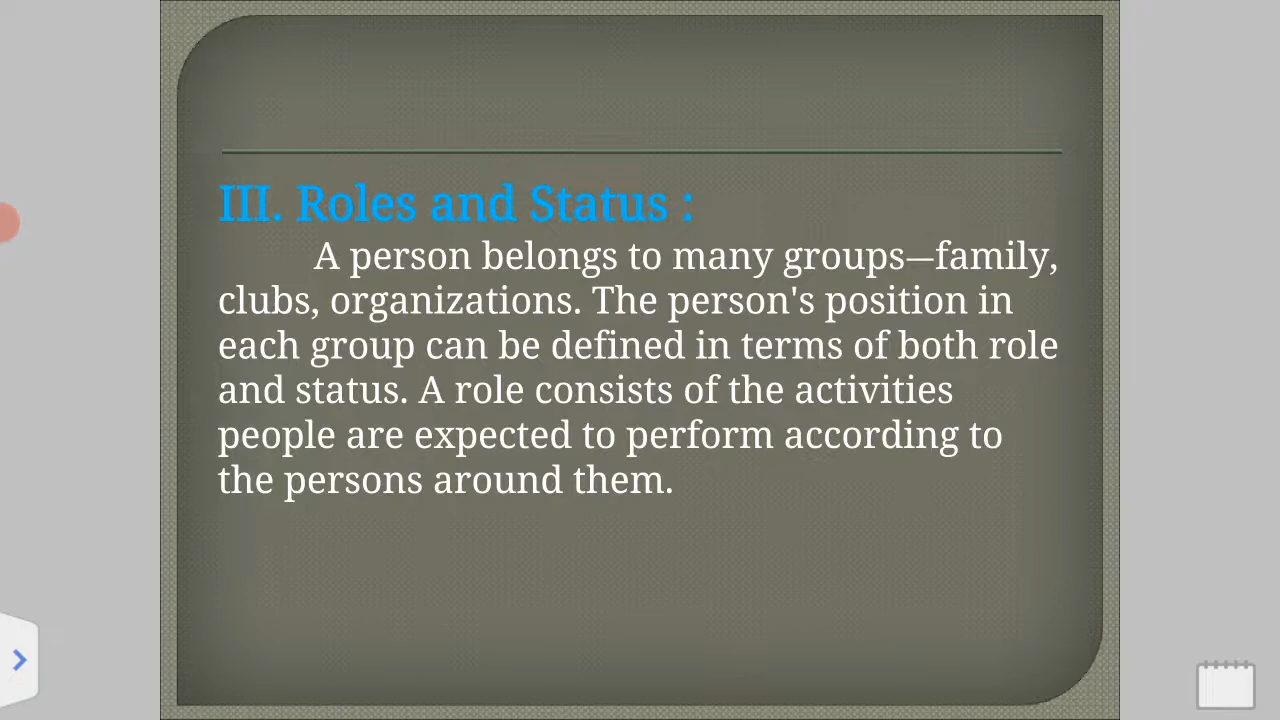 III. Roles and Status :
A person belongs to many groups—family,
clubs, organizations. The person's position in
each group can be defined in terms of both role
and status. A role consists of the activities
people are expected to perform according to
the persons around them.